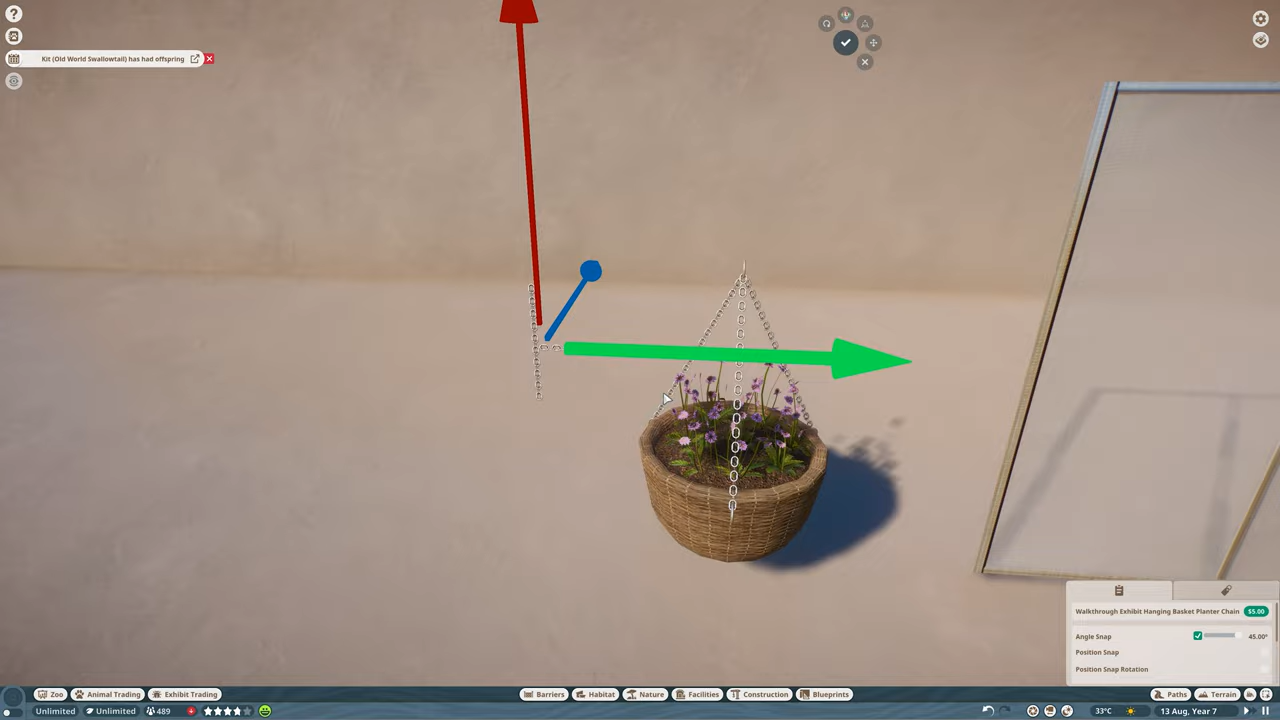 ?
Kit (Old World Swallowtail) has had offspring
Walkthrough Exhibit Hanging Basket Planter Chain $5.00
Angle Snap 45.00°
Position Snap
Position Snap Rotation
Zoo Animal Trading Exhibit Trading Barriers Habitat Nature Facilities Construction Blueprints Paths Terrain
Unlimited Unlimited 489 33°C 13 Aug, Year 7